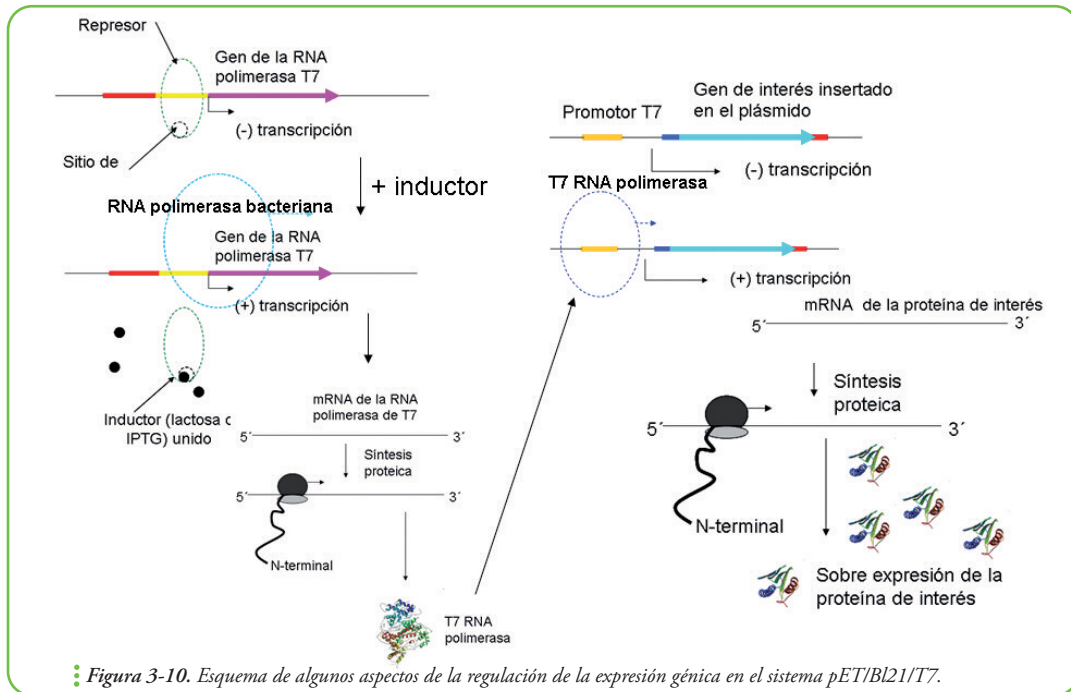 Represor
Gen de la RNA
polimerasa T7
(-) transcripción
Sitio de
+ inductor
RNA polimerasa bacteriana
Gen de la RNA
polimerasa T7
(+) transcripción
Inductor (lactosa o
IPTG) unido
mRNA de la RNA
polimerasa de T7
5´ 3´
Síntesis
proteica
5´ 3´
N-terminal
T7 RNA
polimerasa
Promotor T7
Gen de interés insertado
en el plásmido
(-) transcripción
T7 RNA polimerasa
(+) transcripción
mRNA de la proteína de interés
5´ 3´
Síntesis
proteica
5´ 3´
N-terminal
Sobre expresión de la
proteína de interés
Figura 3-10. Esquema de algunos aspectos de la regulación de la expresión génica en el sistema pET/Bl21/T7.